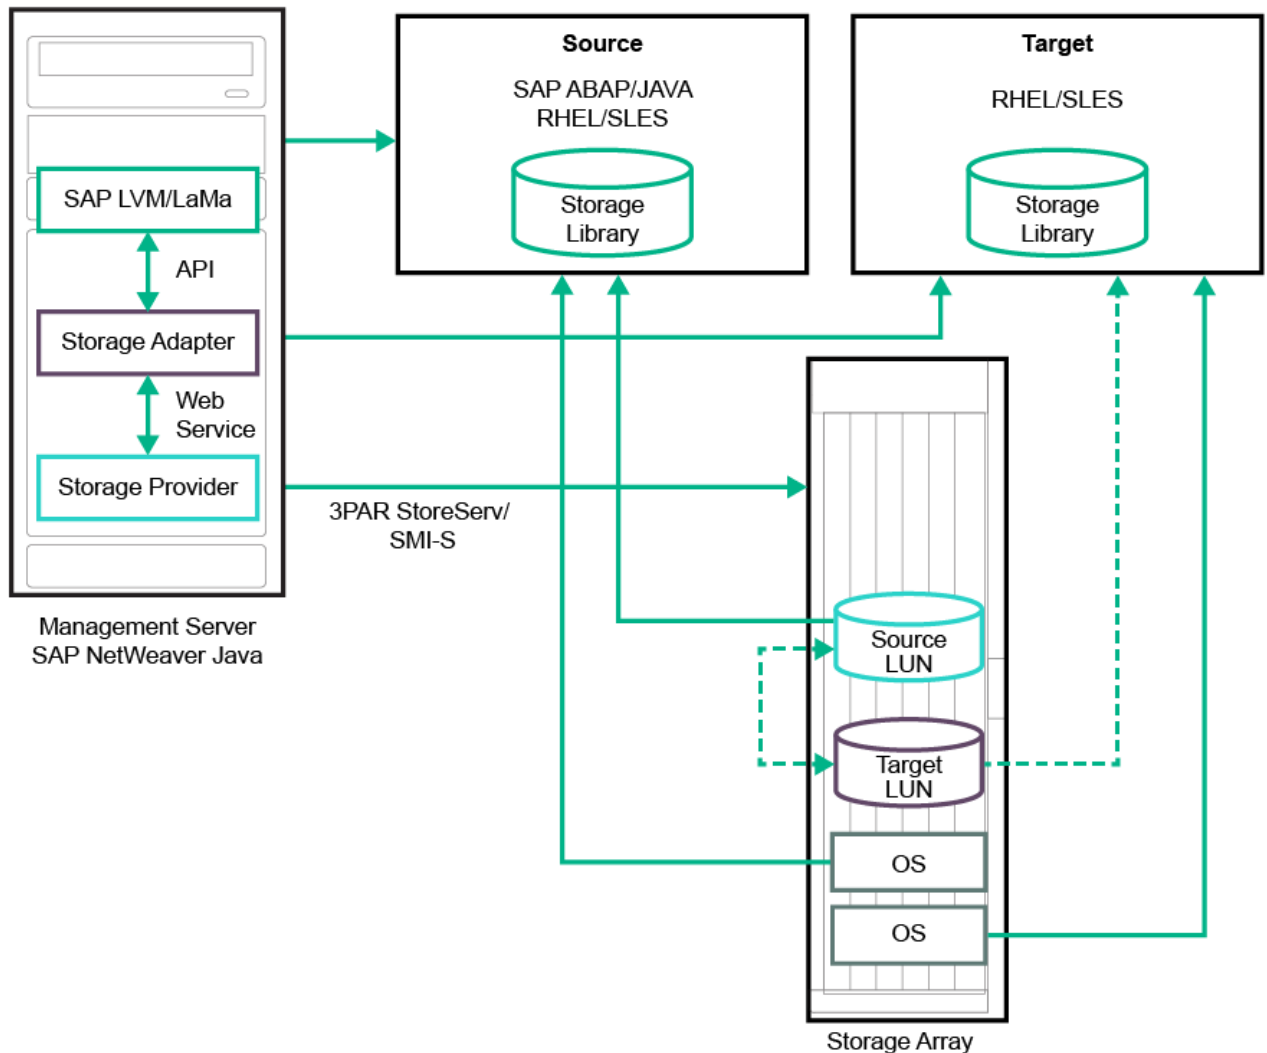 Source
SAP ABAP/JAVA
RHEL/SLES
Storage
Library
Target
RHEL/SLES
Storage
Library
SAP LVM/LaMa
API
Storage Adapter
Web
Service
Storage Provider
3PAR StoreServ/
SMI-S
Management Server
SAP NetWeaver Java
Source
LUN
Target
LUN
OS
OS
Storage Array